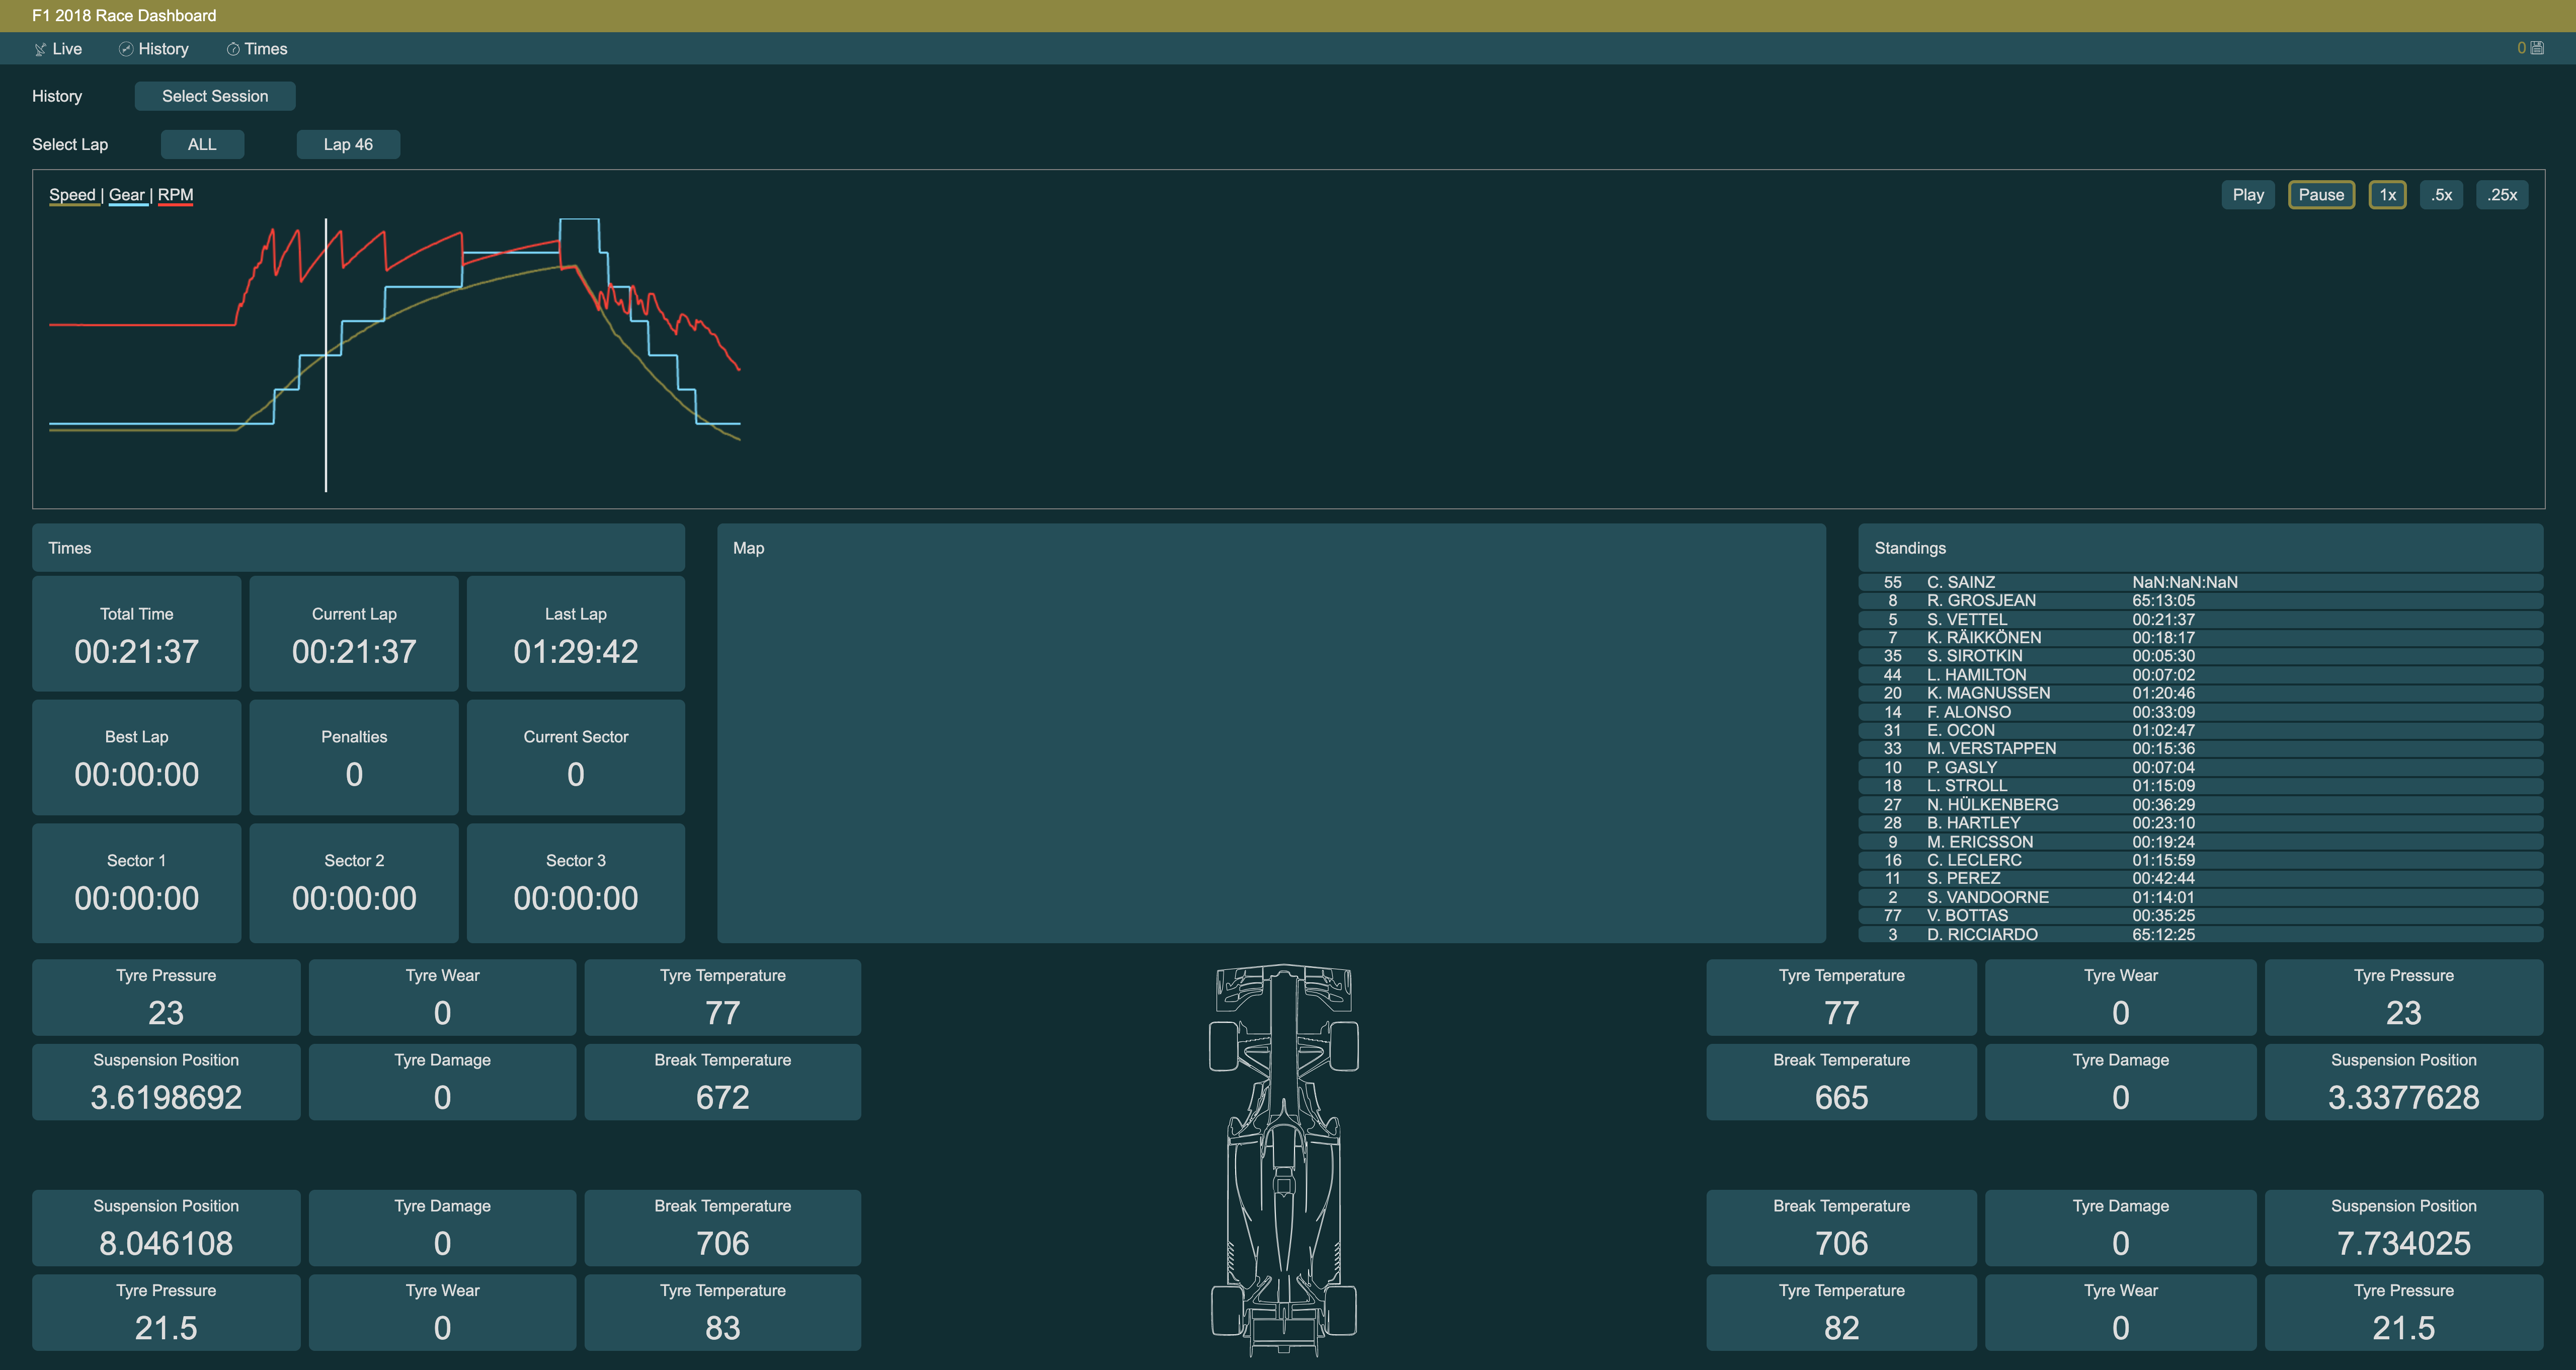 F1 2018 Race Dashboard
Live History Times 0
History Select Session
Select Lap ALL Lap 46
Speed | Gear | RPM Play Pause 1x .5x .25x
Times
Total Time Current Lap Last Lap
00:21:37 00:21:37 01:29:42
Best Lap Penalties Current Sector
00:00:00 0 0
Sector 1 Sector 2 Sector 3
00:00:00 00:00:00 00:00:00
Map
Standings
55 C. SAINZ NaN:NaN:NaN
8 R. GROSJEAN 65:13:05
5 S. VETTEL 00:21:37
7 K. RÄIKKÖNEN 00:18:17
35 S. SIROTKIN 00:05:30
44 L. HAMILTON 00:07:02
20 K. MAGNUSSEN 01:20:46
14 F. ALONSO 00:33:09
31 E. OCON 01:02:47
33 M. VERSTAPPEN 00:15:36
10 P. GASLY 00:07:04
18 L. STROLL 01:15:09
27 N. HÜLKENBERG 00:36:29
28 B. HARTLEY 00:23:10
9 M. ERICSSON 00:19:24
16 C. LECLERC 01:15:59
11 S. PEREZ 00:42:44
2 S. VANDOORNE 01:14:01
77 V. BOTTAS 00:35:25
3 D. RICCIARDO 65:12:25
Tyre Pressure Tyre Wear Tyre Temperature Tyre Temperature Tyre Wear Tyre Pressure
23 0 77 77 0 23
Suspension Position Tyre Damage Break Temperature Break Temperature Tyre Damage Suspension Position
3.6198692 0 672 665 0 3.3377628
Suspension Position Tyre Damage Break Temperature Break Temperature Tyre Damage Suspension Position
8.046108 0 706 706 0 7.734025
Tyre Pressure Tyre Wear Tyre Temperature Tyre Temperature Tyre Wear Tyre Pressure
21.5 0 83 82 0 21.5